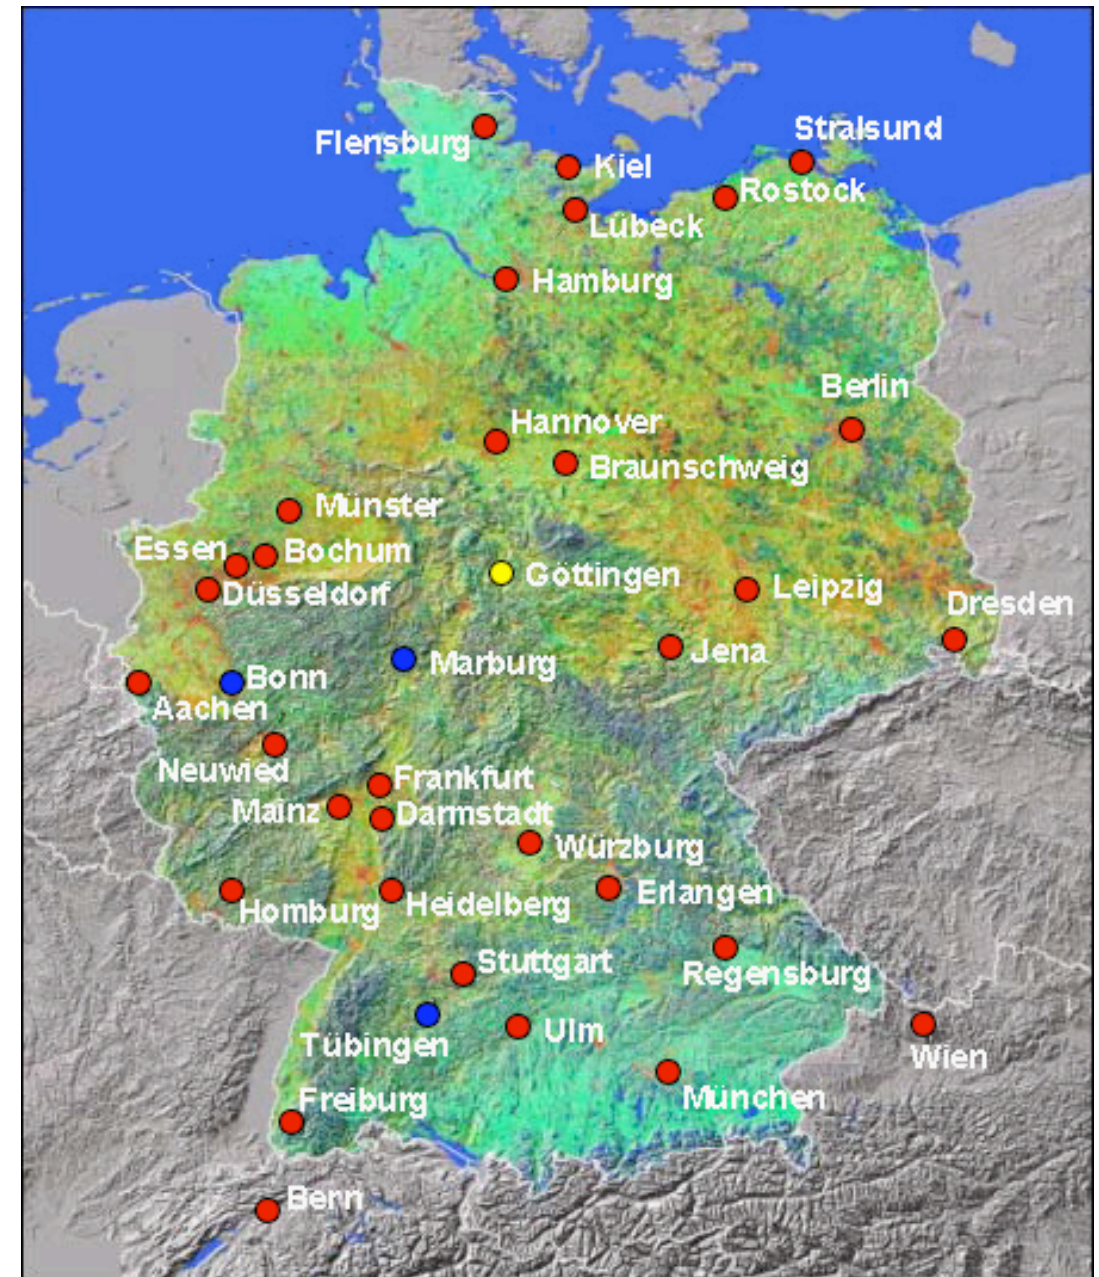 Flensburg
Stralsund
Kiel
Rostock
Lübeck
Hamburg
Berlin
Hannover
Braunschweig
Münster
Essen
Bochum
Göttingen
Düsseldorf
Leipzig
Dresden
Jena
Marburg
Bonn
Aachen
Neuwied
Frankfurt
Mainz
Darmstadt
Würzburg
Erlangen
Homburg
Heidelberg
Stuttgart
Regensburg
Tübingen
Ulm
Wien
München
Freiburg
Bern